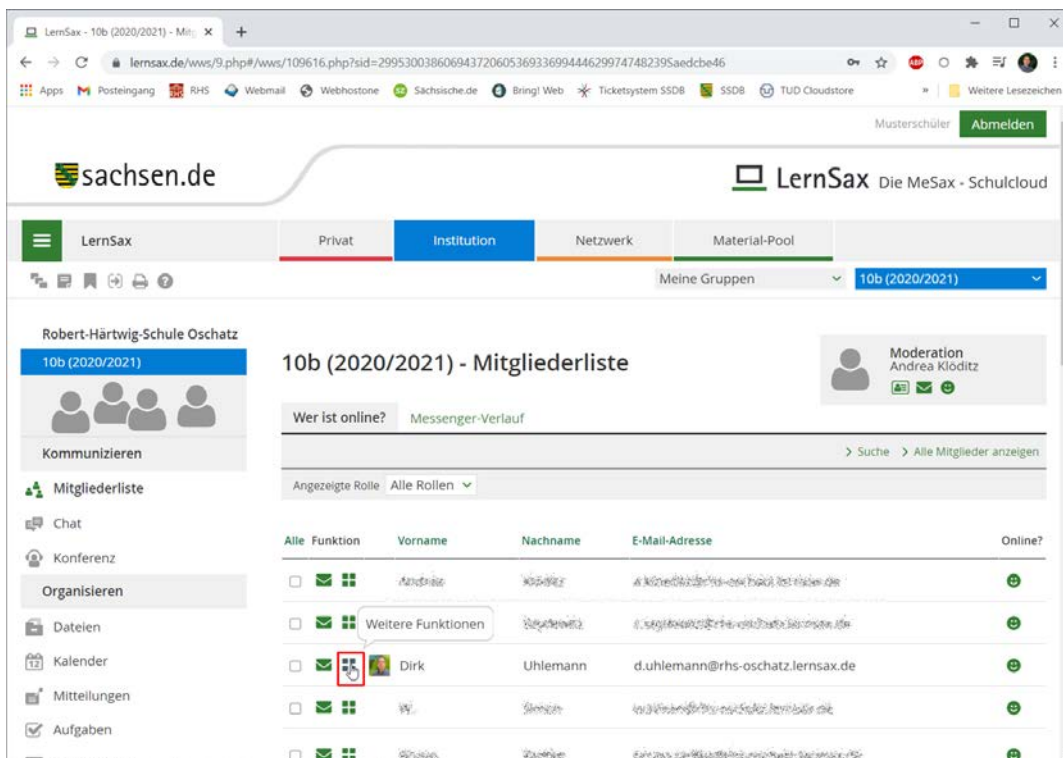 LernSax - 10b (2020/2021) - Mitg
lernsax.de/wws/9.php#/wws/109616.php?sid=29953003860694372060536933699444629974748239Saedcbe46
ABP
Apps Posteingang RHS Webmail Webhostone Sächsische.de Bring! Web Ticketsystem SSDB SSDB TUD Cloudstore » Weitere Lesezeichen
Musterschüler Abmelden
sachsen.de
LernSax Die MeSax - Schulcloud
LernSax Privat Institution Netzwerk Material-Pool
Meine Gruppen 10b (2020/2021)
Robert-Härtwig-Schule Oschatz
10b (2020/2021)
10b (2020/2021) - Mitgliederliste
Moderation
Andrea Klöditz
Wer ist online? Messenger-Verlauf
Kommunizieren
Suche Alle Mitglieder anzeigen
Mitgliederliste
Angezeigte Rolle Alle Rollen
Chat
Alle Funktion Vorname Nachname E-Mail-Adresse Online?
Konferenz
Organisieren
Dateien
Weitere Funktionen
Kalender
12
Dirk Uhlemann d.uhlemann@rhs-oschatz.lernsax.de
Mitteilungen
Aufgaben